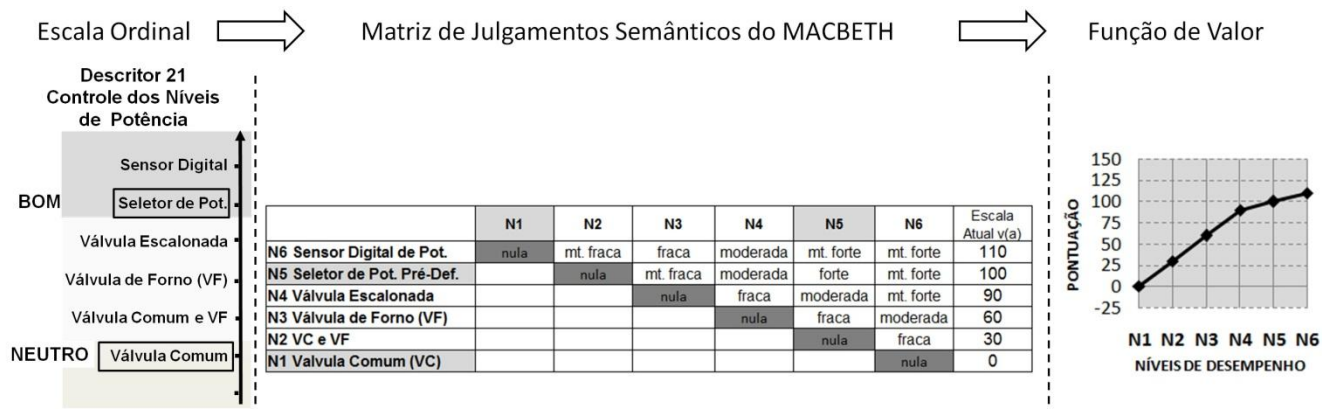 Escala Ordinal
Matriz de Julgamentos Semânticos do MACBETH
Função de Valor
Descritor 21
Controle dos Níveis
de Potência
Sensor Digital
BOM Seletor de Pot.
Válvula Escalonada
Válvula de Forno (VF)
Válvula Comum e VF
NEUTRO Válvula Comum
N1 N2 N3 N4 N5 N6 Escala
Atual v(a)
N6 Sensor Digital de Pot. nula mt. fraca fraca moderada mt. forte mt. forte 110
N5 Seletor de Pot. Pré-Def. nula mt. fraca moderada forte mt. forte 100
N4 Válvula Escalonada nula fraca moderada mt. forte 90
N3 Válvula de Forno (VF) nula fraca moderada 60
N2 VC e VF nula fraca 30
N1 Valvula Comum (VC) nula 0
PONTUAÇÃO
150
125
100
75
50
25
0
-25
N1 N2 N3 N4 N5 N6
NÍVEIS DE DESEMPENHO